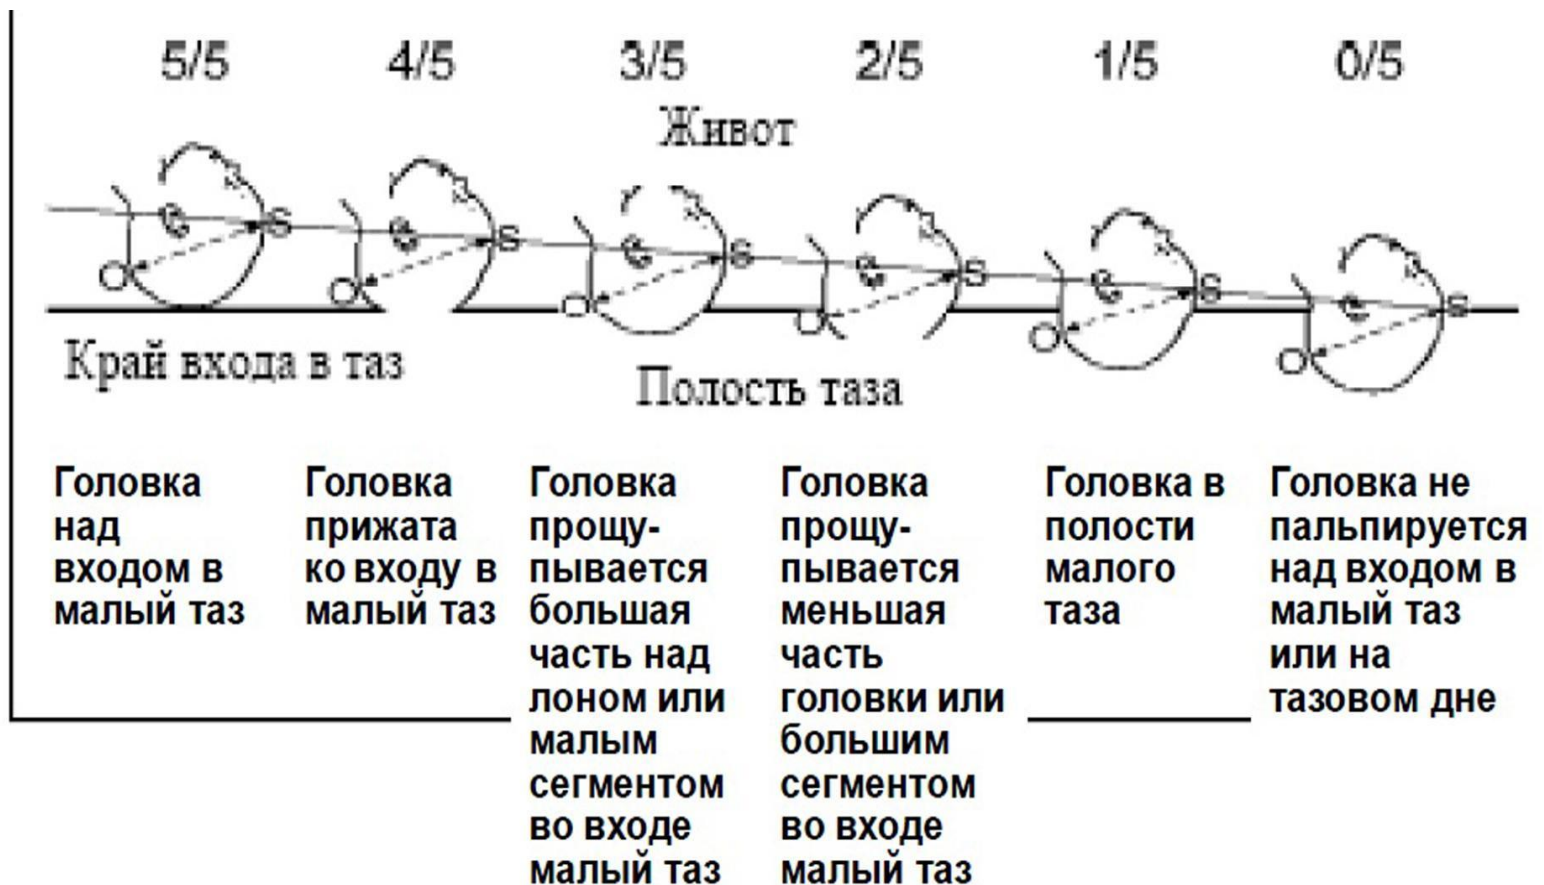 5/5 4/5 3/5 2/5 1/5 0/5
Живот
S S S S S S
O O O O O O
Край входа в таз
Полость таза
Головка
над
входом в
малый таз
Головка
прижата
ко входу в
малый таз
Головка
прощу-
пывается
большая
часть над
лоном или
малым
сегментом
во входе
малый таз
Головка
прощу-
пывается
меньшая
часть
головки или
большим
сегментом
во входе
малый таз
Головка в
полости
малого
таза
Головка не
пальпируется
над входом в
малый таз
или на
тазовом дне